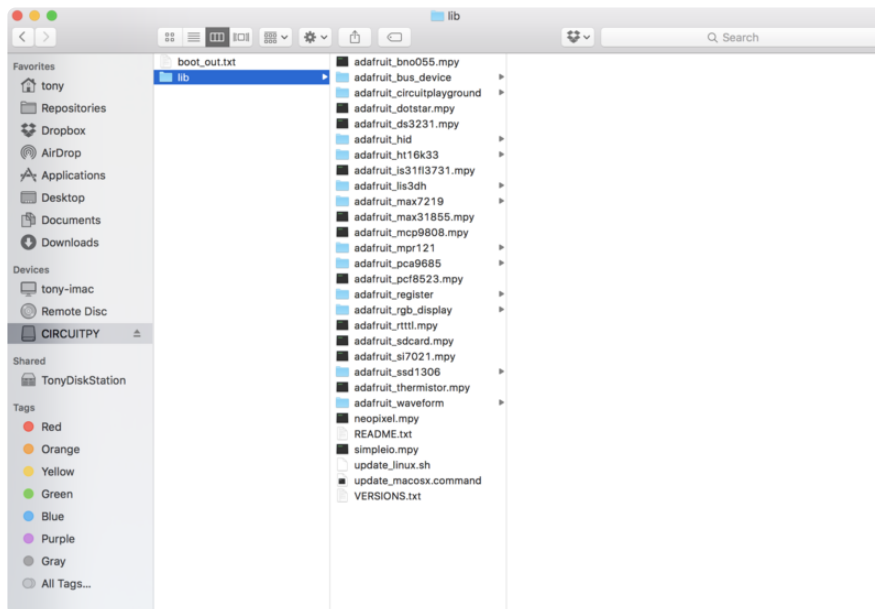 lib
Search
Favorites
tony
Repositories
Dropbox
AirDrop
Applications
Desktop
Documents
Downloads
Devices
tony-imac
Remote Disc
CIRCUITPY
Shared
TonyDiskStation
Tags
Red
Orange
Yellow
Green
Blue
Purple
Gray
All Tags...
boot_out.txt
lib
adafruit_bno055.mpy
adafruit_bus_device
adafruit_circuitplayground
adafruit_dotstar.mpy
adafruit_ds3231.mpy
adafruit_hid
adafruit_ht16k33
adafruit_is31fl3731.mpy
adafruit_lis3dh
adafruit_max7219
adafruit_max31855.mpy
adafruit_mcp9808.mpy
adafruit_mpr121
adafruit_pca9685
adafruit_pcf8523.mpy
adafruit_register
adafruit_rgb_display
adafruit_rtttl.mpy
adafruit_sdcard.mpy
adafruit_si7021.mpy
adafruit_ssd1306
adafruit_thermistor.mpy
adafruit_waveform
neopixel.mpy
README.txt
simpleio.mpy
update_linux.sh
update_macosx.command
VERSIONS.txt